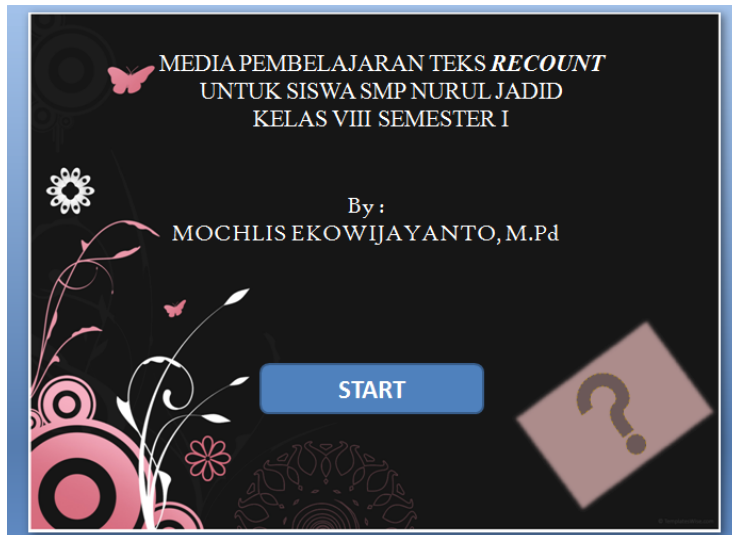 MEDIA PEMBELAJARAN TEKS RECOUNT
UNTUK SISWA SMP NURUL JADID
KELAS VIII SEMESTER I
By :
MOCHLIS EKOWIJAYANTO, M.Pd
START
?